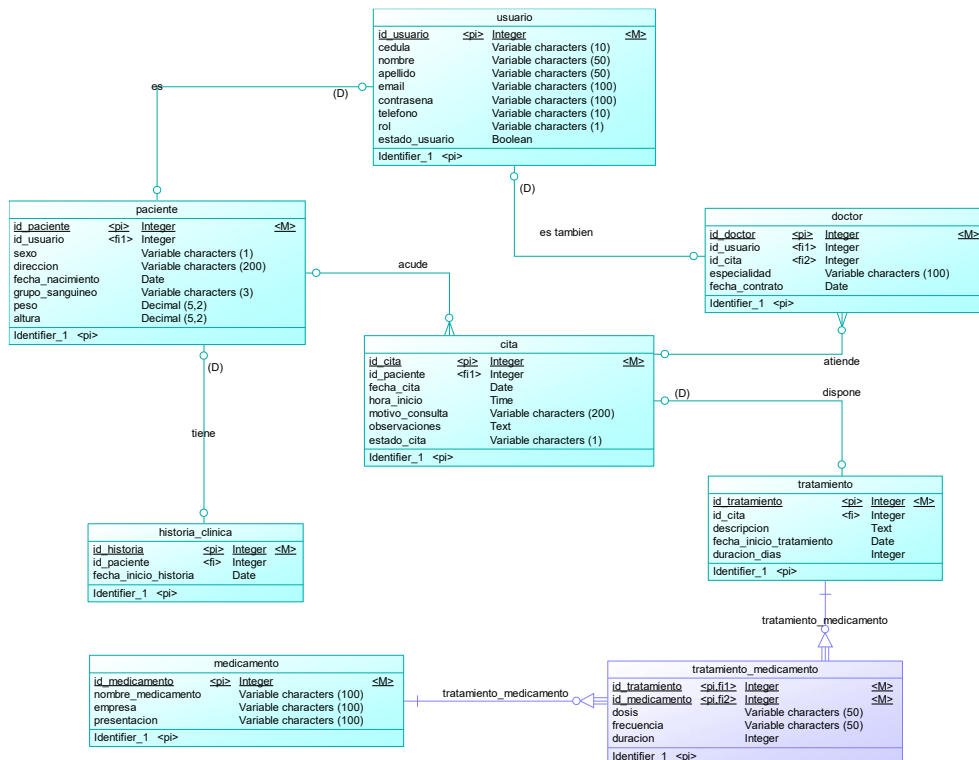 usuario
id_usuario <pi> Integer <M>
cedula Variable characters (10)
nombre Variable characters (50)
apellido Variable characters (50)
email Variable characters (100)
contrasena Variable characters (100)
telefono Variable characters (10)
rol Variable characters (1)
estado_usuario Boolean
Identifier_1 <pi>
es
(D)
(D)
es tambien
paciente
id_paciente <pi> Integer <M>
id_usuario <fi1> Integer
sexo Variable characters (1)
direccion Variable characters (200)
fecha_nacimiento Date
grupo_sanguineo Variable characters (3)
peso Decimal (5,2)
altura Decimal (5,2)
Identifier_1 <pi>
doctor
id_doctor <pi> Integer <M>
id_usuario <fi1> Integer
id_cita <fi2> Integer
especialidad Variable characters (100)
fecha_contrato Date
Identifier_1 <pi>
acude
cita
id_cita <pi> Integer <M>
id_paciente <fi1> Integer
fecha_cita Date
hora_inicio Time
motivo_consulta Variable characters (200)
observaciones Text
estado_cita Variable characters (1)
Identifier_1 <pi>
atiende
(D)
dispone
(D)
tiene
tratamiento
id_tratamiento <pi> Integer <M>
id_cita <fi> Integer
descripcion Text
fecha_inicio_tratamiento Date
duracion_dias Integer
Identifier_1 <pi>
historia_clinica
id_historia <pi> Integer <M>
id_paciente <fi> Integer
fecha_inicio_historia Date
Identifier_1 <pi>
tratamiento_medicamento
medicamento
id_medicamento <pi> Integer <M>
nombre_medicamento Variable characters (100)
empresa Variable characters (100)
presentacion Variable characters (100)
Identifier_1 <pi>
tratamiento_medicamento
tratamiento_medicamento
id_tratamiento <pi,fi1> Integer <M>
id_medicamento <pi,fi2> Integer <M>
dosis Variable characters (50)
frecuencia Variable characters (50)
duracion Integer
Identifier_1 <pi>